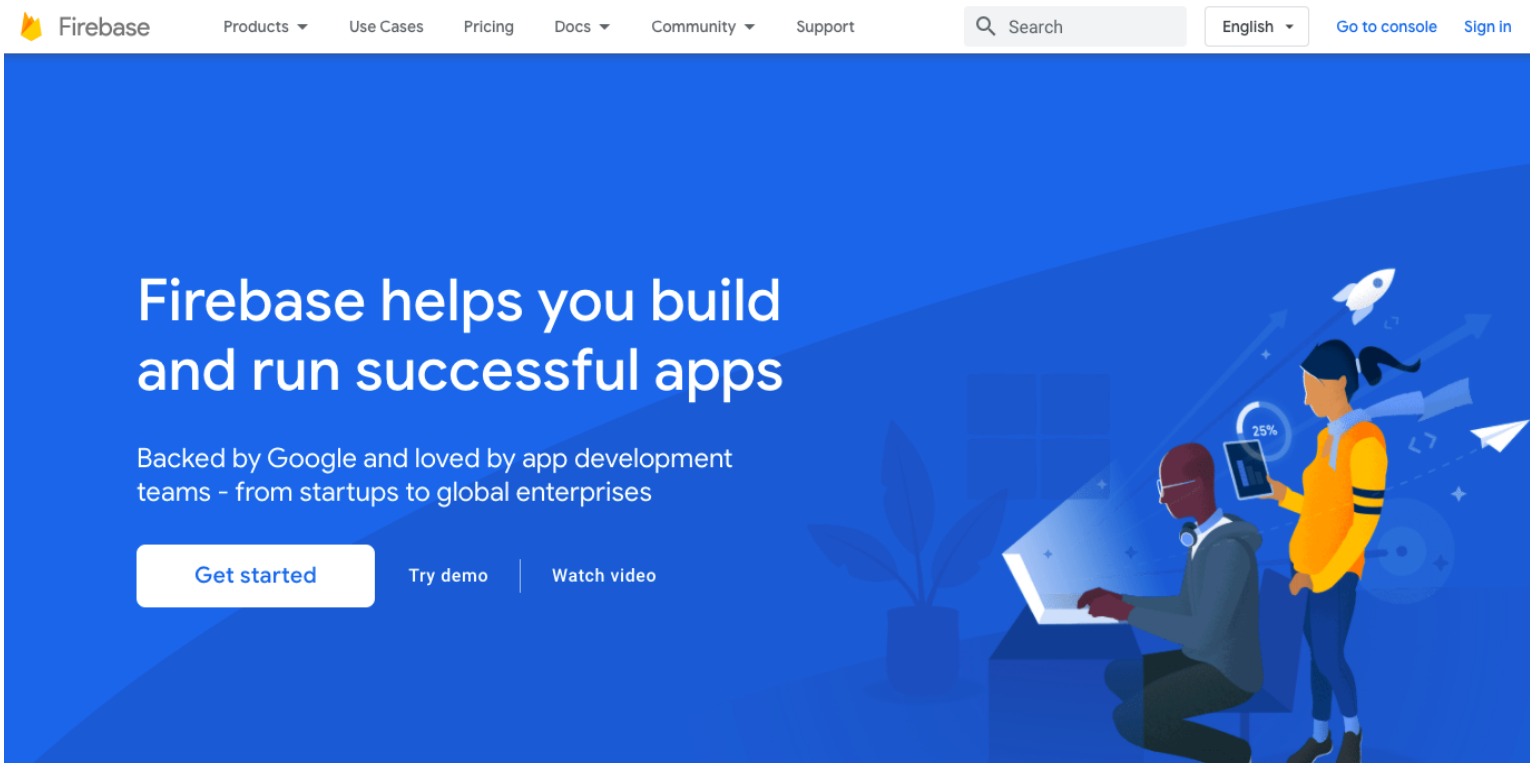 Firebase Products Use Cases Pricing Docs Community Support Search English Go to console Sign in
Firebase helps you build
and run successful apps
Backed by Google and loved by app development
teams - from startups to global enterprises
Get started Try demo Watch video
25%